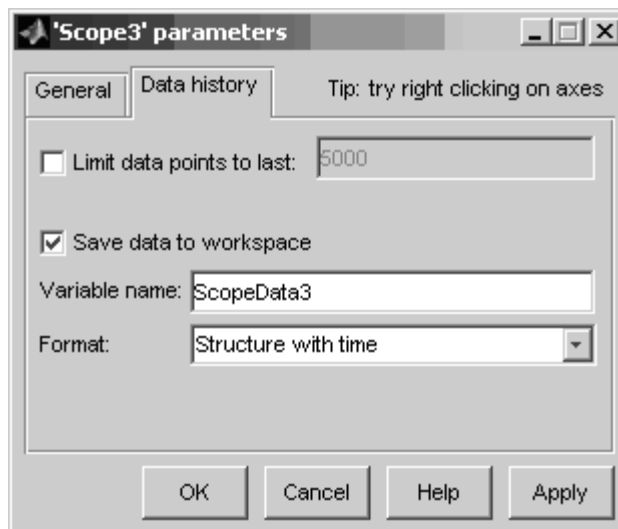 'Scope3' parameters
General
Data history
Tip: try right clicking on axes
Limit data points to last: 5000
Save data to workspace
Variable name: ScopeData3
Format: Structure with time
OK Cancel Help Apply